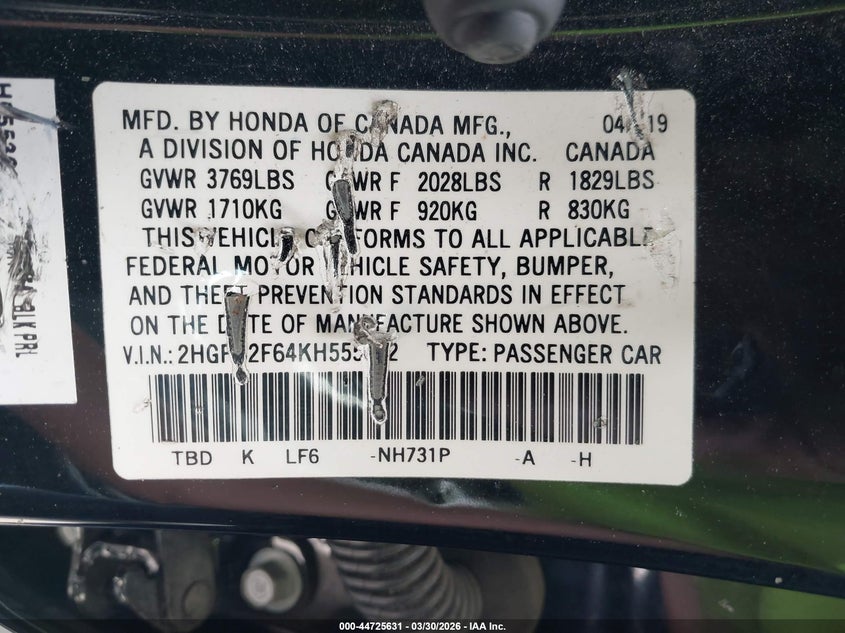 MFD. BY HONDA OF CANADA MFG., 04/19
A DIVISION OF HONDA CANADA INC. CANADA
GVWR 3769LBS GAWR F 2028LBS R 1829LBS
GVWR 1710KG GAWR F 920KG R 830KG
THIS VEHICLE CONFORMS TO ALL APPLICABLE
FEDERAL MOTOR VEHICLE SAFETY, BUMPER,
AND THEFT PREVENTION STANDARDS IN EFFECT
ON THE DATE OF MANUFACTURE SHOWN ABOVE.
V.I.N.: TYPE: PASSENGER CAR
TBD K LF6 -NH731P -A -H
BLK PRL
000-44725631 - 03/30/2026 - IAA Inc.